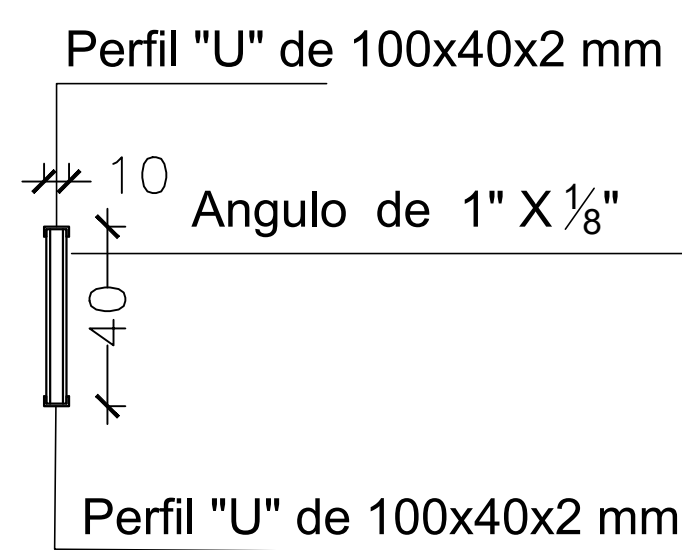 Perfil "U" de 100x40x2 mm
10
Angulo de 1" X ⅛"
40
Perfil "U" de 100x40x2 mm